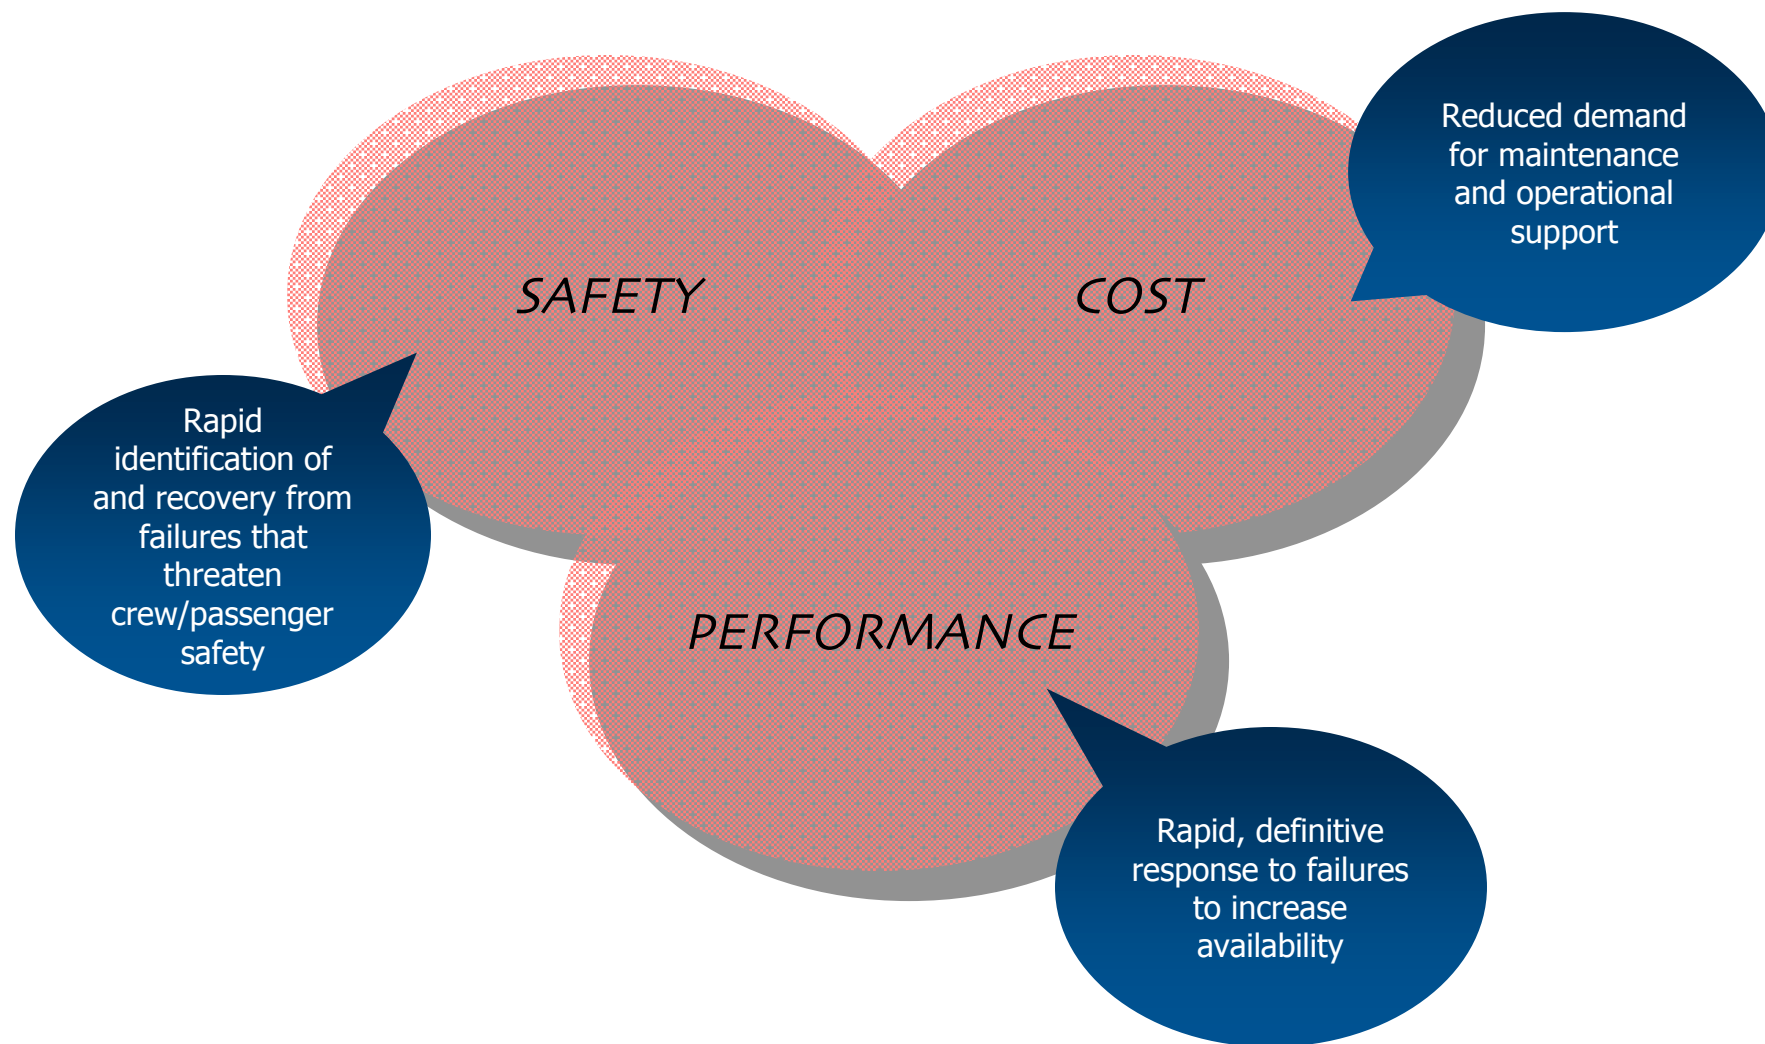 Reduced demand
for maintenance
and operational
support
SAFETY
COST
Rapid
identification of
and recovery from
failures that
threaten
crew/passenger
safety
PERFORMANCE
Rapid, definitive
response to failures
to increase
availability